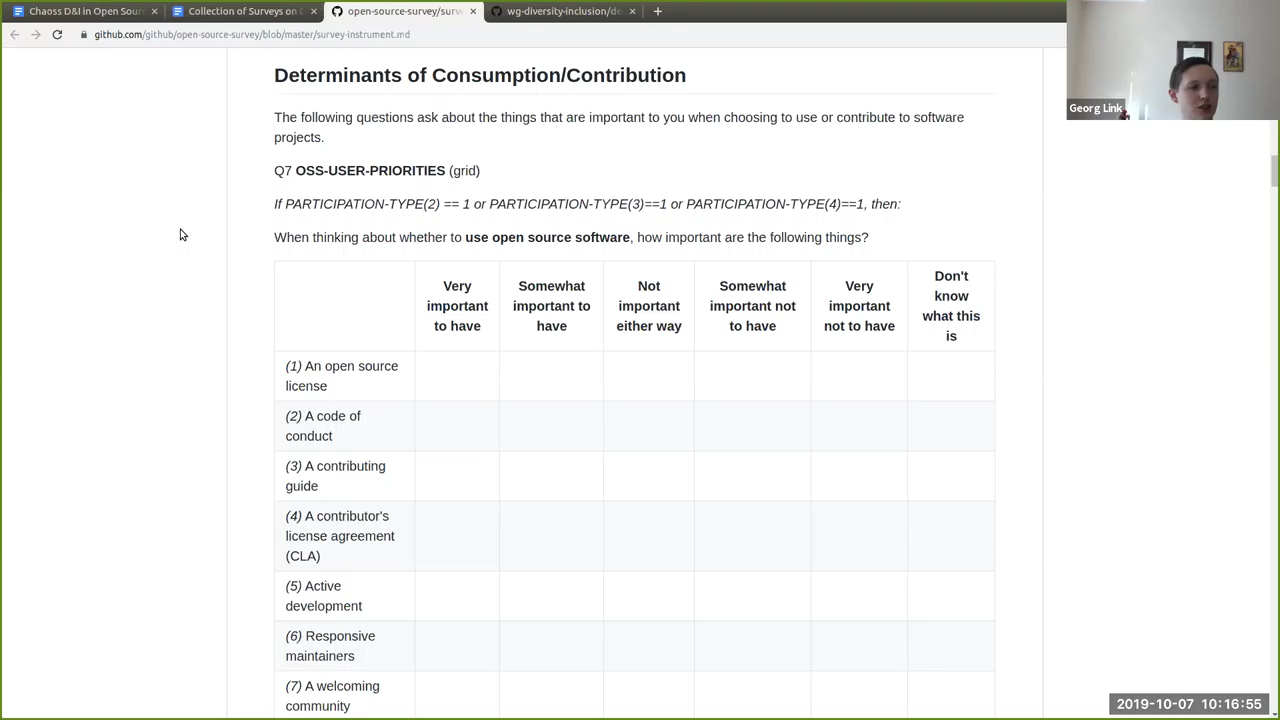 Chaoss D&I in Open Sour
Collection of Surveys on D
open-source-survey/surv
wg-diversity-inclusion/de
github.com/github/open-source-survey/blob/master/survey-instrument.md
Georg Link
Determinants of Consumption/Contribution
The following questions ask about the things that are important to you when choosing to use or contribute to software
projects.
Q7 OSS-USER-PRIORITIES (grid)
If PARTICIPATION-TYPE(2) == 1 or PARTICIPATION-TYPE(3)==1 or PARTICIPATION-TYPE(4)==1, then:
When thinking about whether to use open source software, how important are the following things?
Very
important
to have
Somewhat
important to
have
Not
important
either way
Somewhat
important not
to have
Very
important
not to have
Don't
know
what this
is
(1) An open source
license
(2) A code of
conduct
(3) A contributing
guide
(4) A contributor's
license agreement
(CLA)
(5) Active
development
(6) Responsive
maintainers
(7) A welcoming
community
2019-10-07 10:16:55